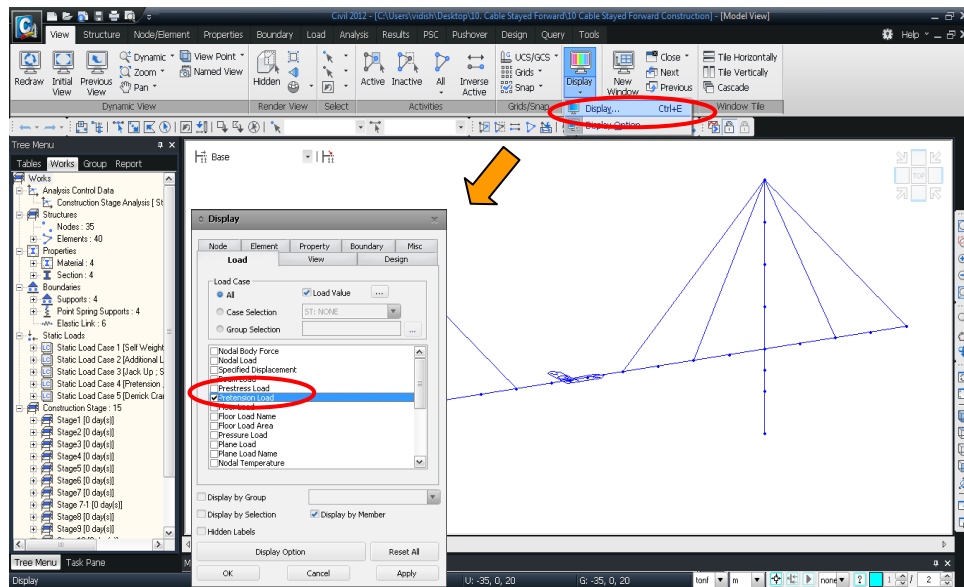 Civil 2012 - [C:\Users\vidish\Desktop\10. Cable Stayed Forward\10 Cable Stayed Forward Construction] - [Model View]
View Structure Node/Element Properties Boundary Load Analysis Results PSC Pushover Design Query Tools Help
Redraw Initial View Previous View Dynamic Zoom Pan View Point Named View Hidden Active Inactive All Inverse Active UCS/GCS Grids Snap Display New Window Close Next Previous Tile Horizontally Tile Vertically Cascade
Dynamic View Render View Select Activities Grids/Snap Window Tile
Display... Ctrl+E
Display Option
Tree Menu
Tables Works Group Report
Base
TOP
Works
Analysis Control Data
Construction Stage Analysis [ St
Structures
Nodes : 35
Elements : 40
Properties
Material : 4
Section : 4
Boundaries
Supports : 4
Point Spring Supports : 4
Elastic Link : 6
Static Loads
Static Load Case 1 [Self Weight
Static Load Case 2 [Additional L
Static Load Case 3 [Jack Up ; S
Static Load Case 4 [Pretension
Static Load Case 5 [Derrick Cra
Construction Stage : 15
Stage1 [0 day(s)]
Stage2 [0 day(s)]
Stage3 [0 day(s)]
Stage4 [0 day(s)]
Stage5 [0 day(s)]
Stage6 [0 day(s)]
Stage7 [0 day(s)]
Stage 7-1 [0 day(s)]
Stage8 [0 day(s)]
Stage9 [0 day(s)]
Display
Node Element Property Boundary Misc
Load View Design
Load Case
All Load Value ...
Case Selection ST: NONE
Group Selection ...
Nodal Body Force
Nodal Load
Specified Displacement
Beam Load
Prestress Load
Pretension Load
Floor Load
Floor Load Name
Floor Load Area
Pressure Load
Plane Load
Plane Load Name
Nodal Temperature
Display by Group
Display by Selection Display by Member
Hidden Labels
Display Option Reset All
OK Cancel Apply
Tree Menu Task Pane
Display U: -35, 0, 20 G: -35, 0, 20 tonf m none ? 1 / 2